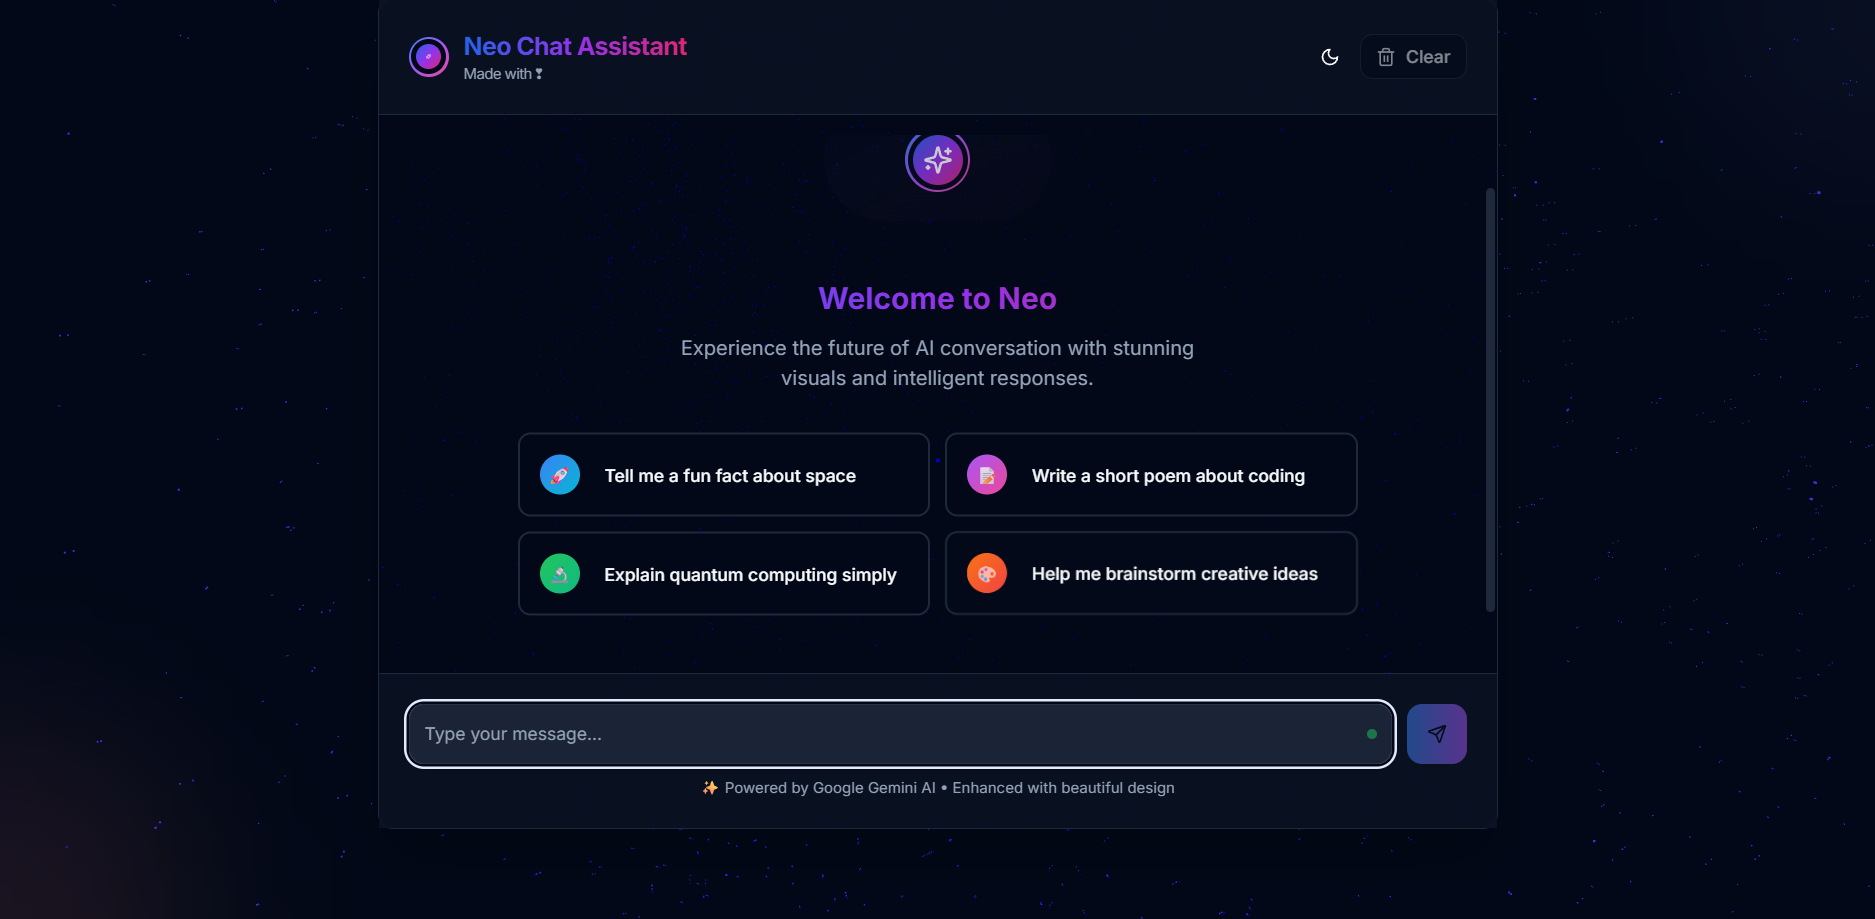 Neo Chat Assistant
Made with ❣
Clear
Welcome to Neo
Experience the future of AI conversation with stunning
visuals and intelligent responses.
🚀 Tell me a fun fact about space
📝 Write a short poem about coding
🔬 Explain quantum computing simply
🎨 Help me brainstorm creative ideas
Type your message...
✨ Powered by Google Gemini AI • Enhanced with beautiful design